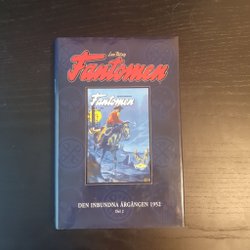 Lee Falk
Fantomen
Fantomen
DEN INBUNDNA ÅRGÅNGEN 1952
Del 2